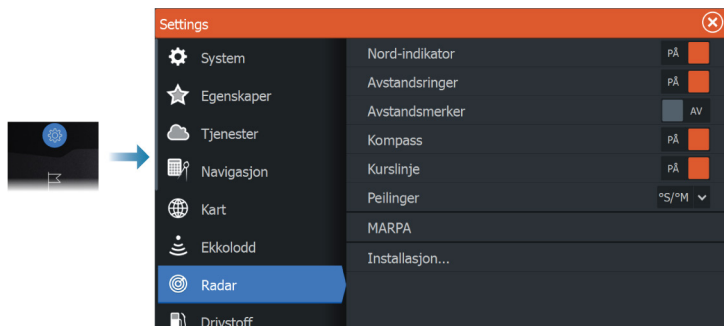 Settings
System
Egenskaper
Tjenester
Navigasjon
Kart
Ekkolodd
Radar
Drivstoff
Nord-indikator PÅ
Avstandsringer PÅ
Avstandsmerker AV
Kompass PÅ
Kurslinje PÅ
Peilinger °S/°M
MARPA
Installasjon...